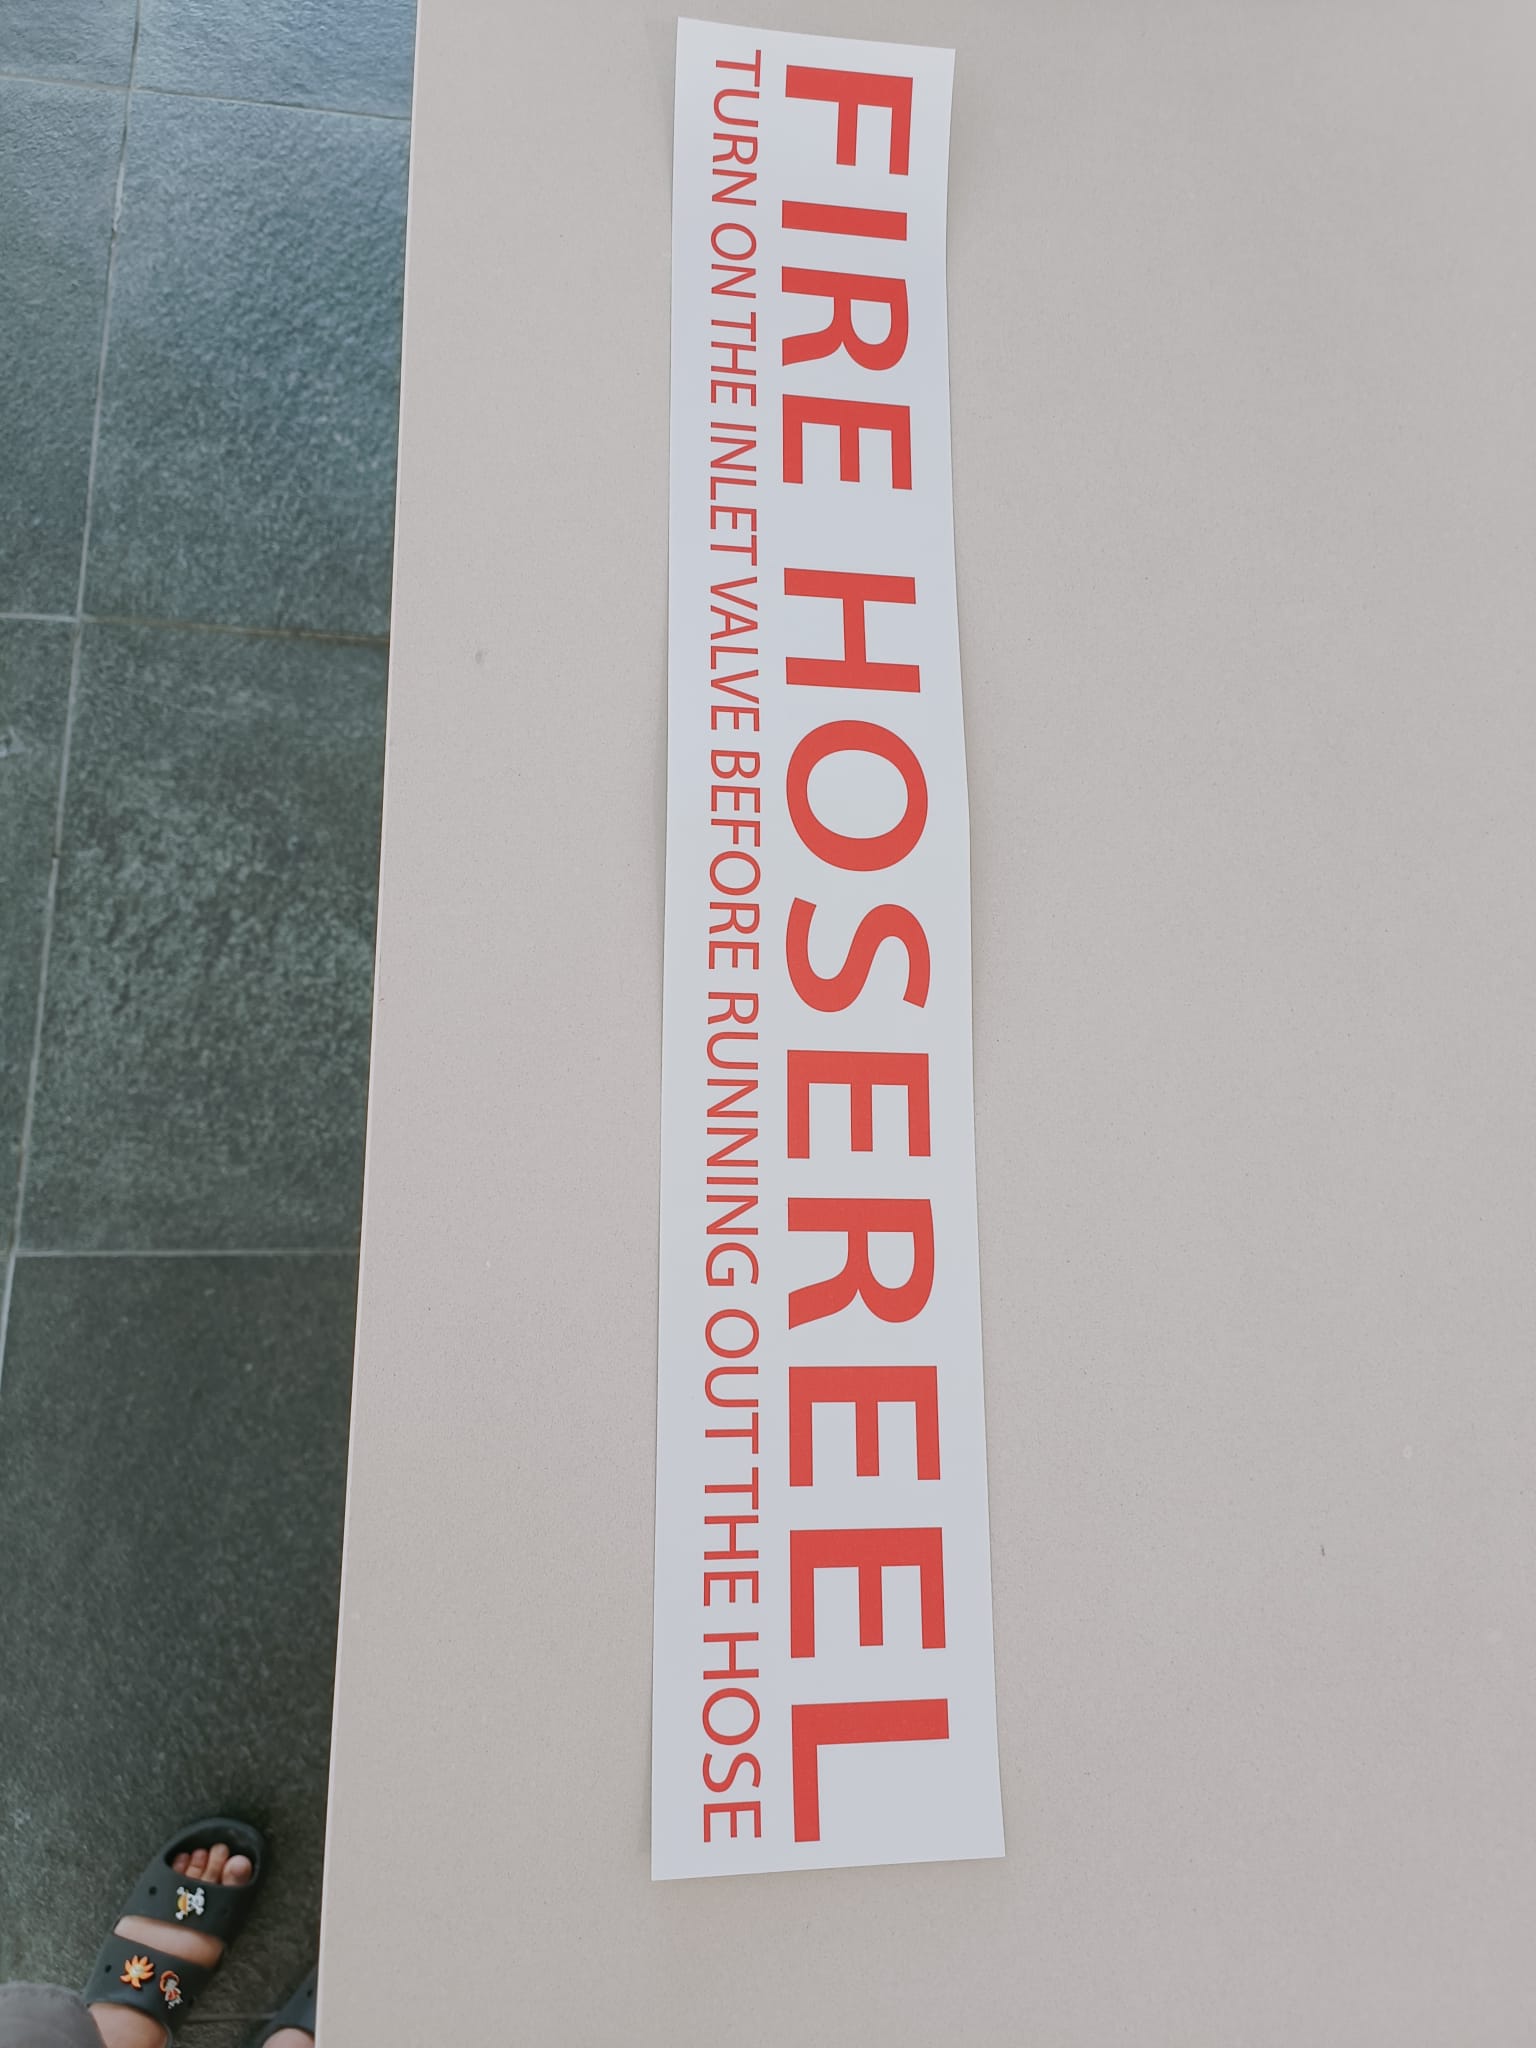 FIRE HOSEREEL
TURN ON THE INLET VALVE BEFORE RUNNING OUT THE HOSE